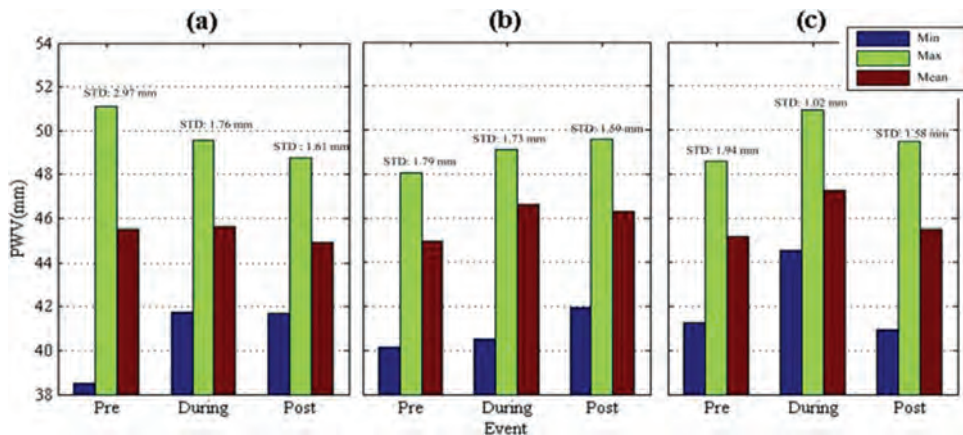 (a)
(b)
(c)
Min
Max
Mean
54
52
50
48
46
44
42
40
38
PWV(mm)
STD: 2.97 mm
STD: 1.76 mm
STD : 1.61 mm
STD: 1.79 mm
STD: 1.73 mm
STD: 1.59 mm
STD: 1.94 mm
STD: 1.02 mm
STD: 1.58 mm
Pre During Post
Pre During Post
Pre During Post
Event